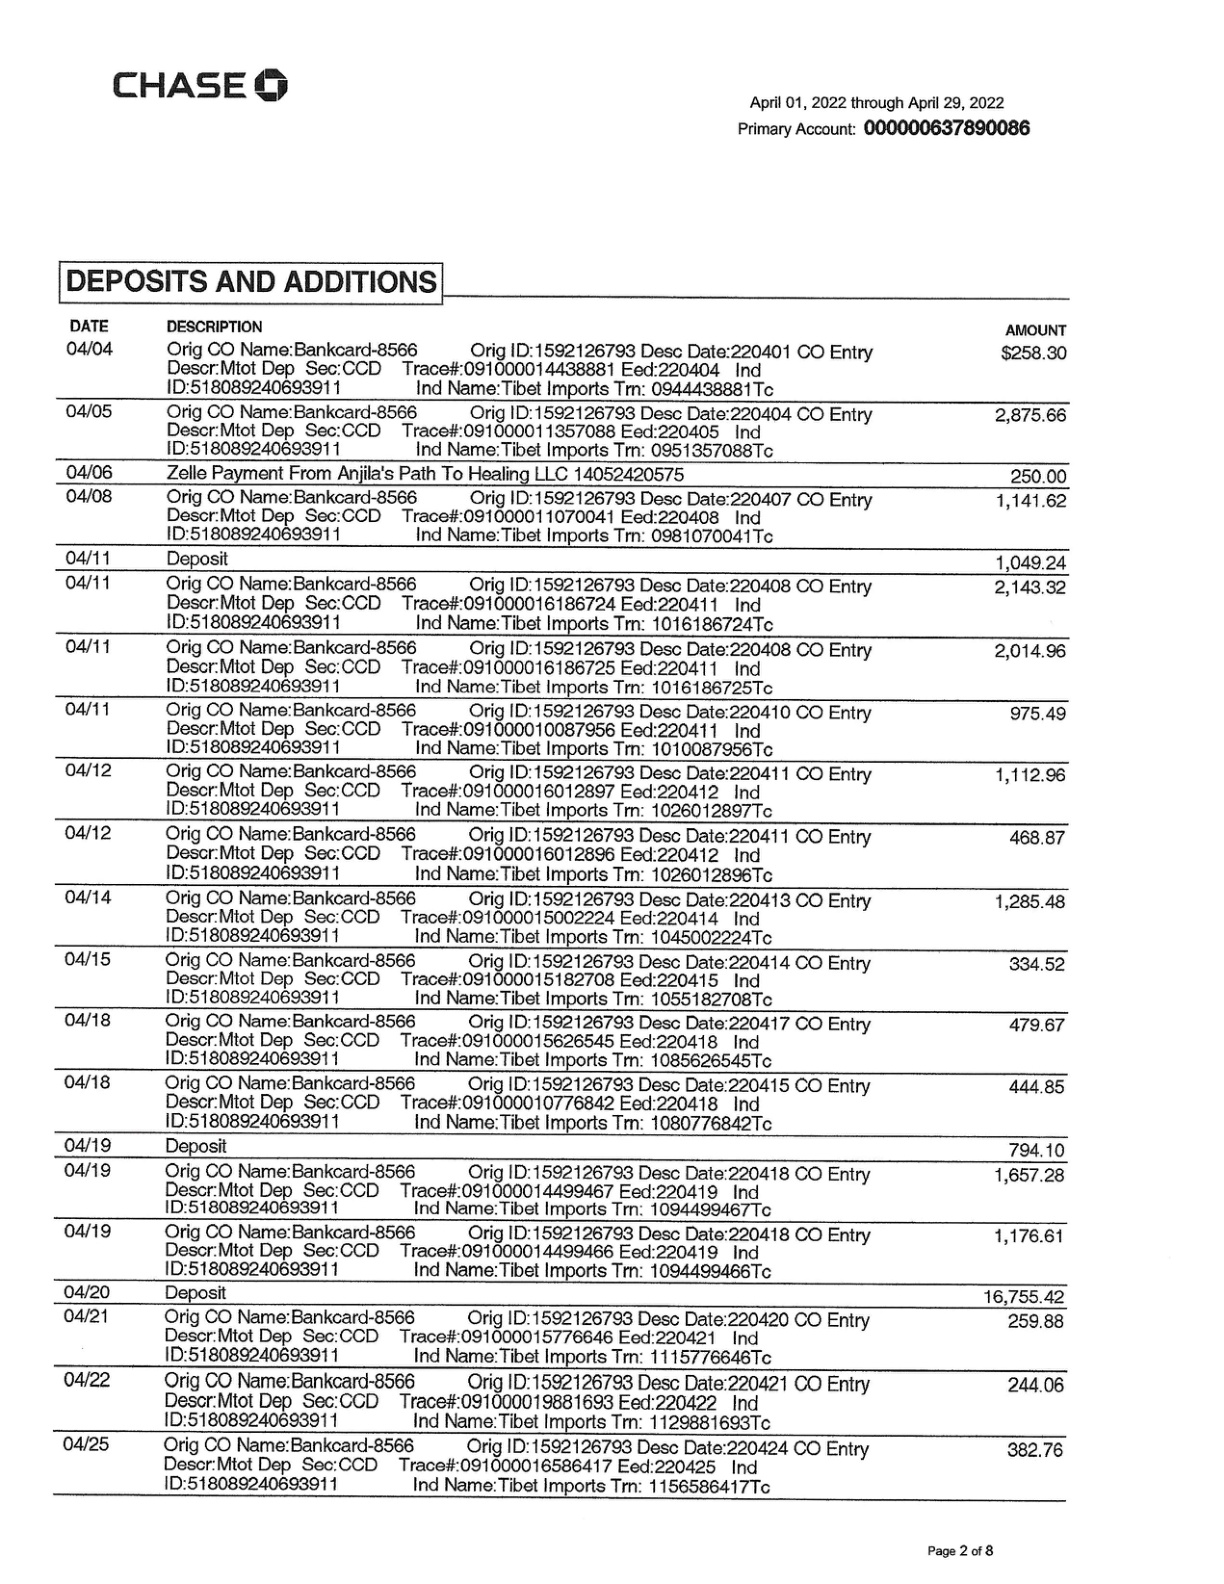 CHASE
April 01, 2022 through April 29, 2022
Primary Account: 000000637890086
DEPOSITS AND ADDITIONS
DATE DESCRIPTION AMOUNT
04/04 Orig CO Name:Bankcard-8566 Orig ID:1592126793 Desc Date:220401 CO Entry $258.30
Descr:Mtot Dep Sec:CCD Trace#:091000014438881 Eed:220404 Ind
ID:518089240693911 Ind Name:Tibet Imports Trn: 0944438881Tc
04/05 Orig CO Name:Bankcard-8566 Orig ID:1592126793 Desc Date:220404 CO Entry 2,875.66
Descr:Mtot Dep Sec:CCD Trace#:091000011357088 Eed:220405 Ind
ID:518089240693911 Ind Name:Tibet Imports Trn: 0951357088Tc
04/06 Zelle Payment From Anjila's Path To Healing LLC 14052420575 250.00
04/08 Orig CO Name:Bankcard-8566 Orig ID:1592126793 Desc Date:220407 CO Entry 1,141.62
Descr:Mtot Dep Sec:CCD Trace#:091000011070041 Eed:220408 Ind
ID:518089240693911 Ind Name:Tibet Imports Trn: 0981070041Tc
04/11 Deposit 1,049.24
04/11 Orig CO Name:Bankcard-8566 Orig ID:1592126793 Desc Date:220408 CO Entry 2,143.32
Descr:Mtot Dep Sec:CCD Trace#:091000016186724 Eed:220411 Ind
ID:518089240693911 Ind Name:Tibet Imports Trn: 1016186724Tc
04/11 Orig CO Name:Bankcard-8566 Orig ID:1592126793 Desc Date:220408 CO Entry 2,014.96
Descr:Mtot Dep Sec:CCD Trace#:091000016186725 Eed:220411 Ind
ID:518089240693911 Ind Name:Tibet Imports Trn: 1016186725Tc
04/11 Orig CO Name:Bankcard-8566 Orig ID:1592126793 Desc Date:220410 CO Entry 975.49
Descr:Mtot Dep Sec:CCD Trace#:091000010087956 Eed:220411 Ind
ID:518089240693911 Ind Name:Tibet Imports Trn: 1010087956Tc
04/12 Orig CO Name:Bankcard-8566 Orig ID:1592126793 Desc Date:220411 CO Entry 1,112.96
Descr:Mtot Dep Sec:CCD Trace#:091000016012897 Eed:220412 Ind
ID:518089240693911 Ind Name:Tibet Imports Trn: 1026012897Tc
04/12 Orig CO Name:Bankcard-8566 Orig ID:1592126793 Desc Date:220411 CO Entry 468.87
Descr:Mtot Dep Sec:CCD Trace#:091000016012896 Eed:220412 Ind
ID:518089240693911 Ind Name:Tibet Imports Trn: 1026012896Tc
04/14 Orig CO Name:Bankcard-8566 Orig ID:1592126793 Desc Date:220413 CO Entry 1,285.48
Descr:Mtot Dep Sec:CCD Trace#:091000015002224 Eed:220414 Ind
ID:518089240693911 Ind Name:Tibet Imports Trn: 1045002224Tc
04/15 Orig CO Name:Bankcard-8566 Orig ID:1592126793 Desc Date:220414 CO Entry 334.52
Descr:Mtot Dep Sec:CCD Trace#:091000015182708 Eed:220415 Ind
ID:518089240693911 Ind Name:Tibet Imports Trn: 1055182708Tc
04/18 Orig CO Name:Bankcard-8566 Orig ID:1592126793 Desc Date:220417 CO Entry 479.67
Descr:Mtot Dep Sec:CCD Trace#:091000015626545 Eed:220418 Ind
ID:518089240693911 Ind Name:Tibet Imports Trn: 1085626545Tc
04/18 Orig CO Name:Bankcard-8566 Orig ID:1592126793 Desc Date:220415 CO Entry 444.85
Descr:Mtot Dep Sec:CCD Trace#:091000010776842 Eed:220418 Ind
ID:518089240693911 Ind Name:Tibet Imports Trn: 1080776842Tc
04/19 Deposit 794.10
04/19 Orig CO Name:Bankcard-8566 Orig ID:1592126793 Desc Date:220418 CO Entry 1,657.28
Descr:Mtot Dep Sec:CCD Trace#:091000014499467 Eed:220419 Ind
ID:518089240693911 Ind Name:Tibet Imports Trn: 1094499467Tc
04/19 Orig CO Name:Bankcard-8566 Orig ID:1592126793 Desc Date:220418 CO Entry 1,176.61
Descr:Mtot Dep Sec:CCD Trace#:091000014499466 Eed:220419 Ind
ID:518089240693911 Ind Name:Tibet Imports Trn: 1094499466Tc
04/20 Deposit 16,755.42
04/21 Orig CO Name:Bankcard-8566 Orig ID:1592126793 Desc Date:220420 CO Entry 259.88
Descr:Mtot Dep Sec:CCD Trace#:091000015776646 Eed:220421 Ind
ID:518089240693911 Ind Name:Tibet Imports Trn: 1115776646Tc
04/22 Orig CO Name:Bankcard-8566 Orig ID:1592126793 Desc Date:220421 CO Entry 244.06
Descr:Mtot Dep Sec:CCD Trace#:091000019881693 Eed:220422 Ind
ID:518089240693911 Ind Name:Tibet Imports Trn: 1129881693Tc
04/25 Orig CO Name:Bankcard-8566 Orig ID:1592126793 Desc Date:220424 CO Entry 382.76
Descr:Mtot Dep Sec:CCD Trace#:091000016586417 Eed:220425 Ind
ID:518089240693911 Ind Name:Tibet Imports Trn: 1156586417Tc
Page 2 of 8